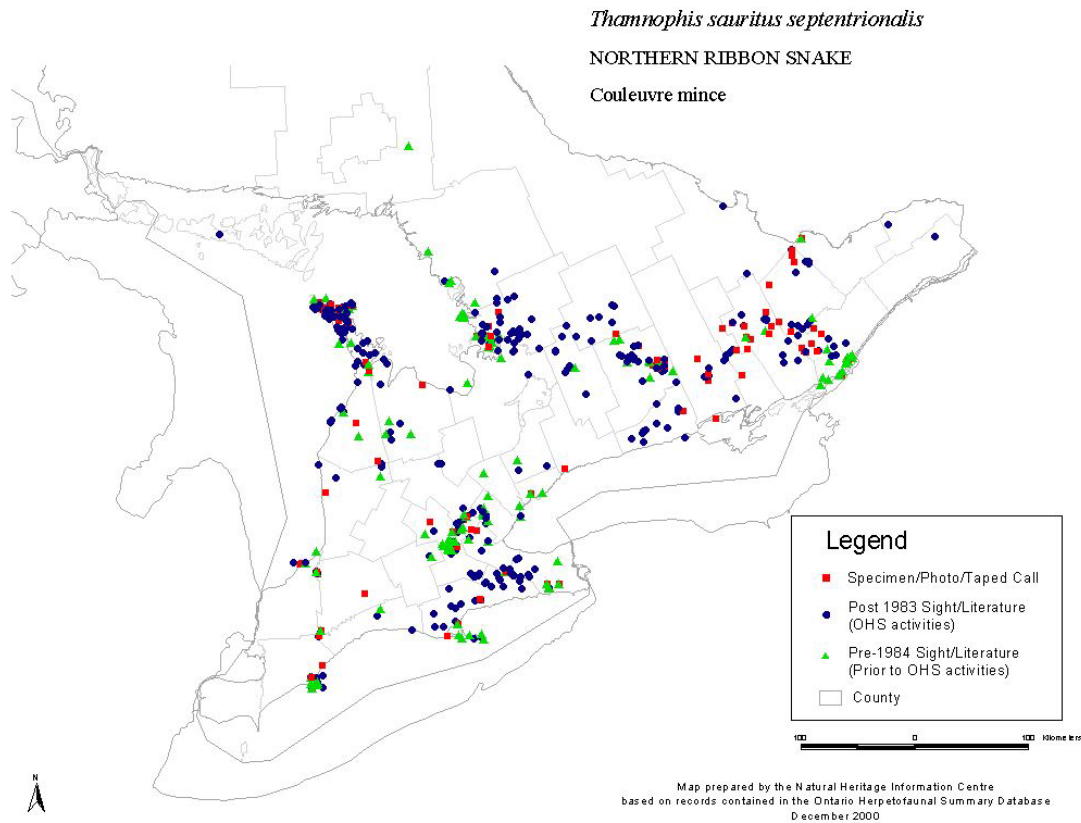 Thamnophis sauritus septentrionalis
NORTHERN RIBBON SNAKE
Couleuvre mince
Legend
Specimen/Photo/Taped Call
Post 1983 Sight/Literature
(OHS activities)
Pre-1984 Sight/Literature
(Prior to OHS activities)
County
100 0 100 Kilometers
N
Map prepared by the Natural Heritage Information Centre
based on records contained in the Ontario Herpetofaunal Summary Database
December 2000